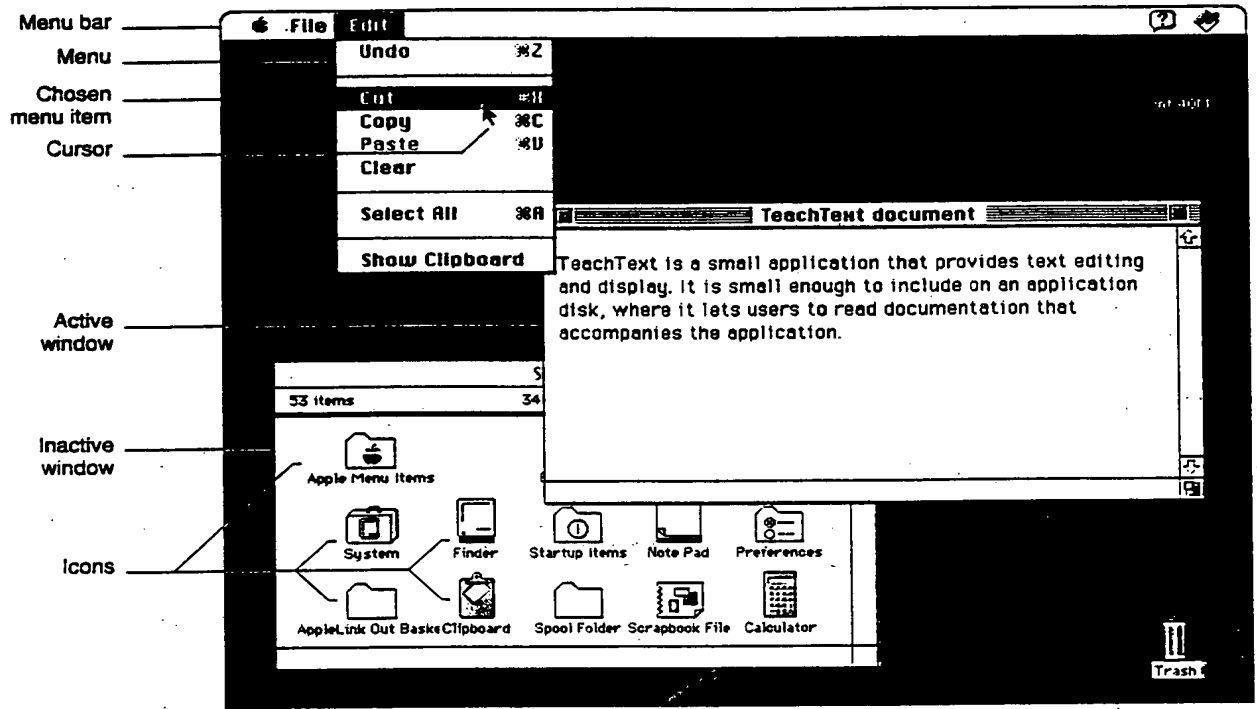 Menu bar
Menu
Chosen
menu item
Cursor
Active
window
Inactive
window
Icons
File Edit
Undo ⌘Z
Cut ⌘X
Copy ⌘C
Paste ⌘V
Clear
Select All ⌘A
Show Clipboard
TeachText document
TeachText is a small application that provides text editing
and display. It is small enough to include on an application
disk, where it lets users to read documentation that
accompanies the application.
53 items 34
Apple Menu Items
System Finder Startup Items Note Pad Preferences
AppleLink Out Baske Clipboard Spool Folder Scrapbook File Calculator
Trash